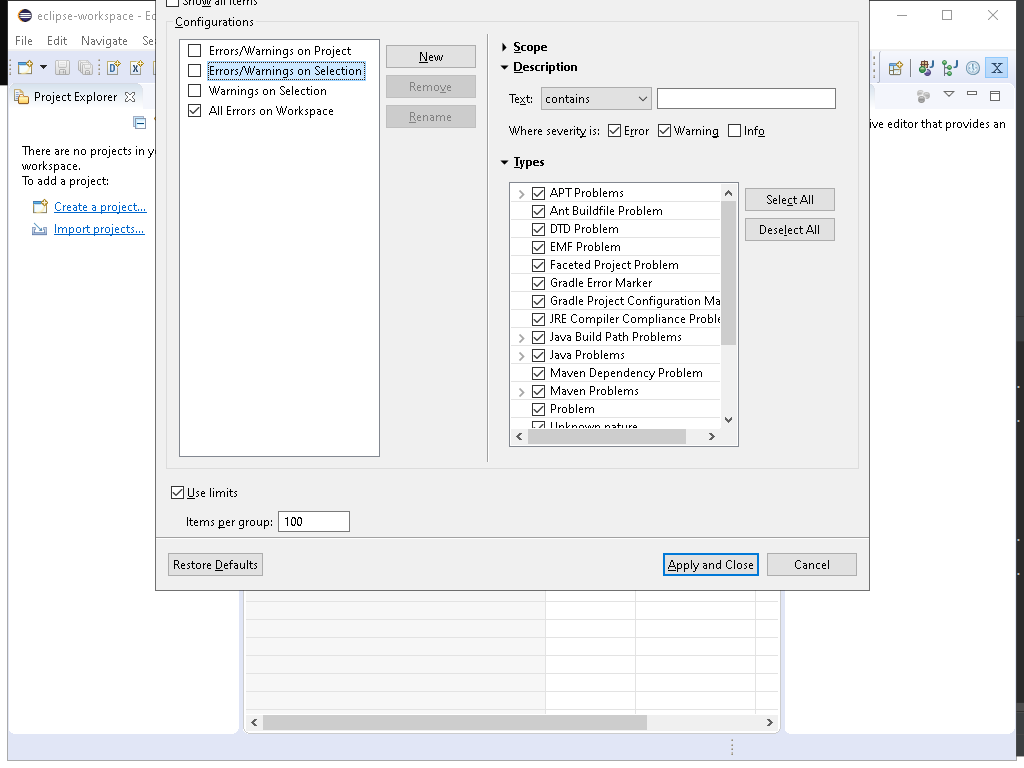 Show all items
eclipse-workspace - Ec
Configurations
File Edit Navigate Se
Errors/Warnings on Project
Errors/Warnings on Selection
Warnings on Selection
All Errors on Workspace
New
Remove
Rename
Scope
Description
Text: contains
Where severity is: Error Warning Info
Types
APT Problems
Ant Buildfile Problem
DTD Problem
EMF Problem
Faceted Project Problem
Gradle Error Marker
Gradle Project Configuration Ma
JRE Compiler Compliance Proble
Java Build Path Problems
Java Problems
Maven Dependency Problem
Maven Problems
Problem
Unknown nature
Select All
Deselect All
Project Explorer
There are no projects in y
workspace.
To add a project:
Create a project...
Import projects...
ive editor that provides an
Use limits
Items per group: 100
Restore Defaults
Apply and Close
Cancel